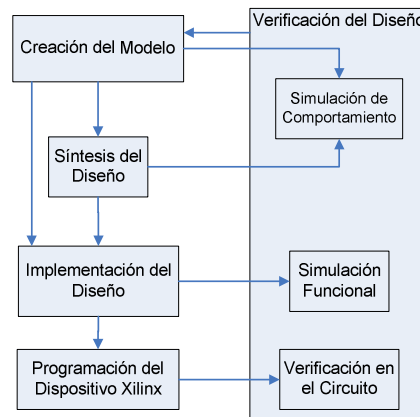 Verificación del Diseño
Creación del Modelo
Simulación de
Comportamiento
Síntesis del
Diseño
Implementación del
Diseño
Simulación
Funcional
Programación del
Dispositivo Xilinx
Verificación en
el Circuito